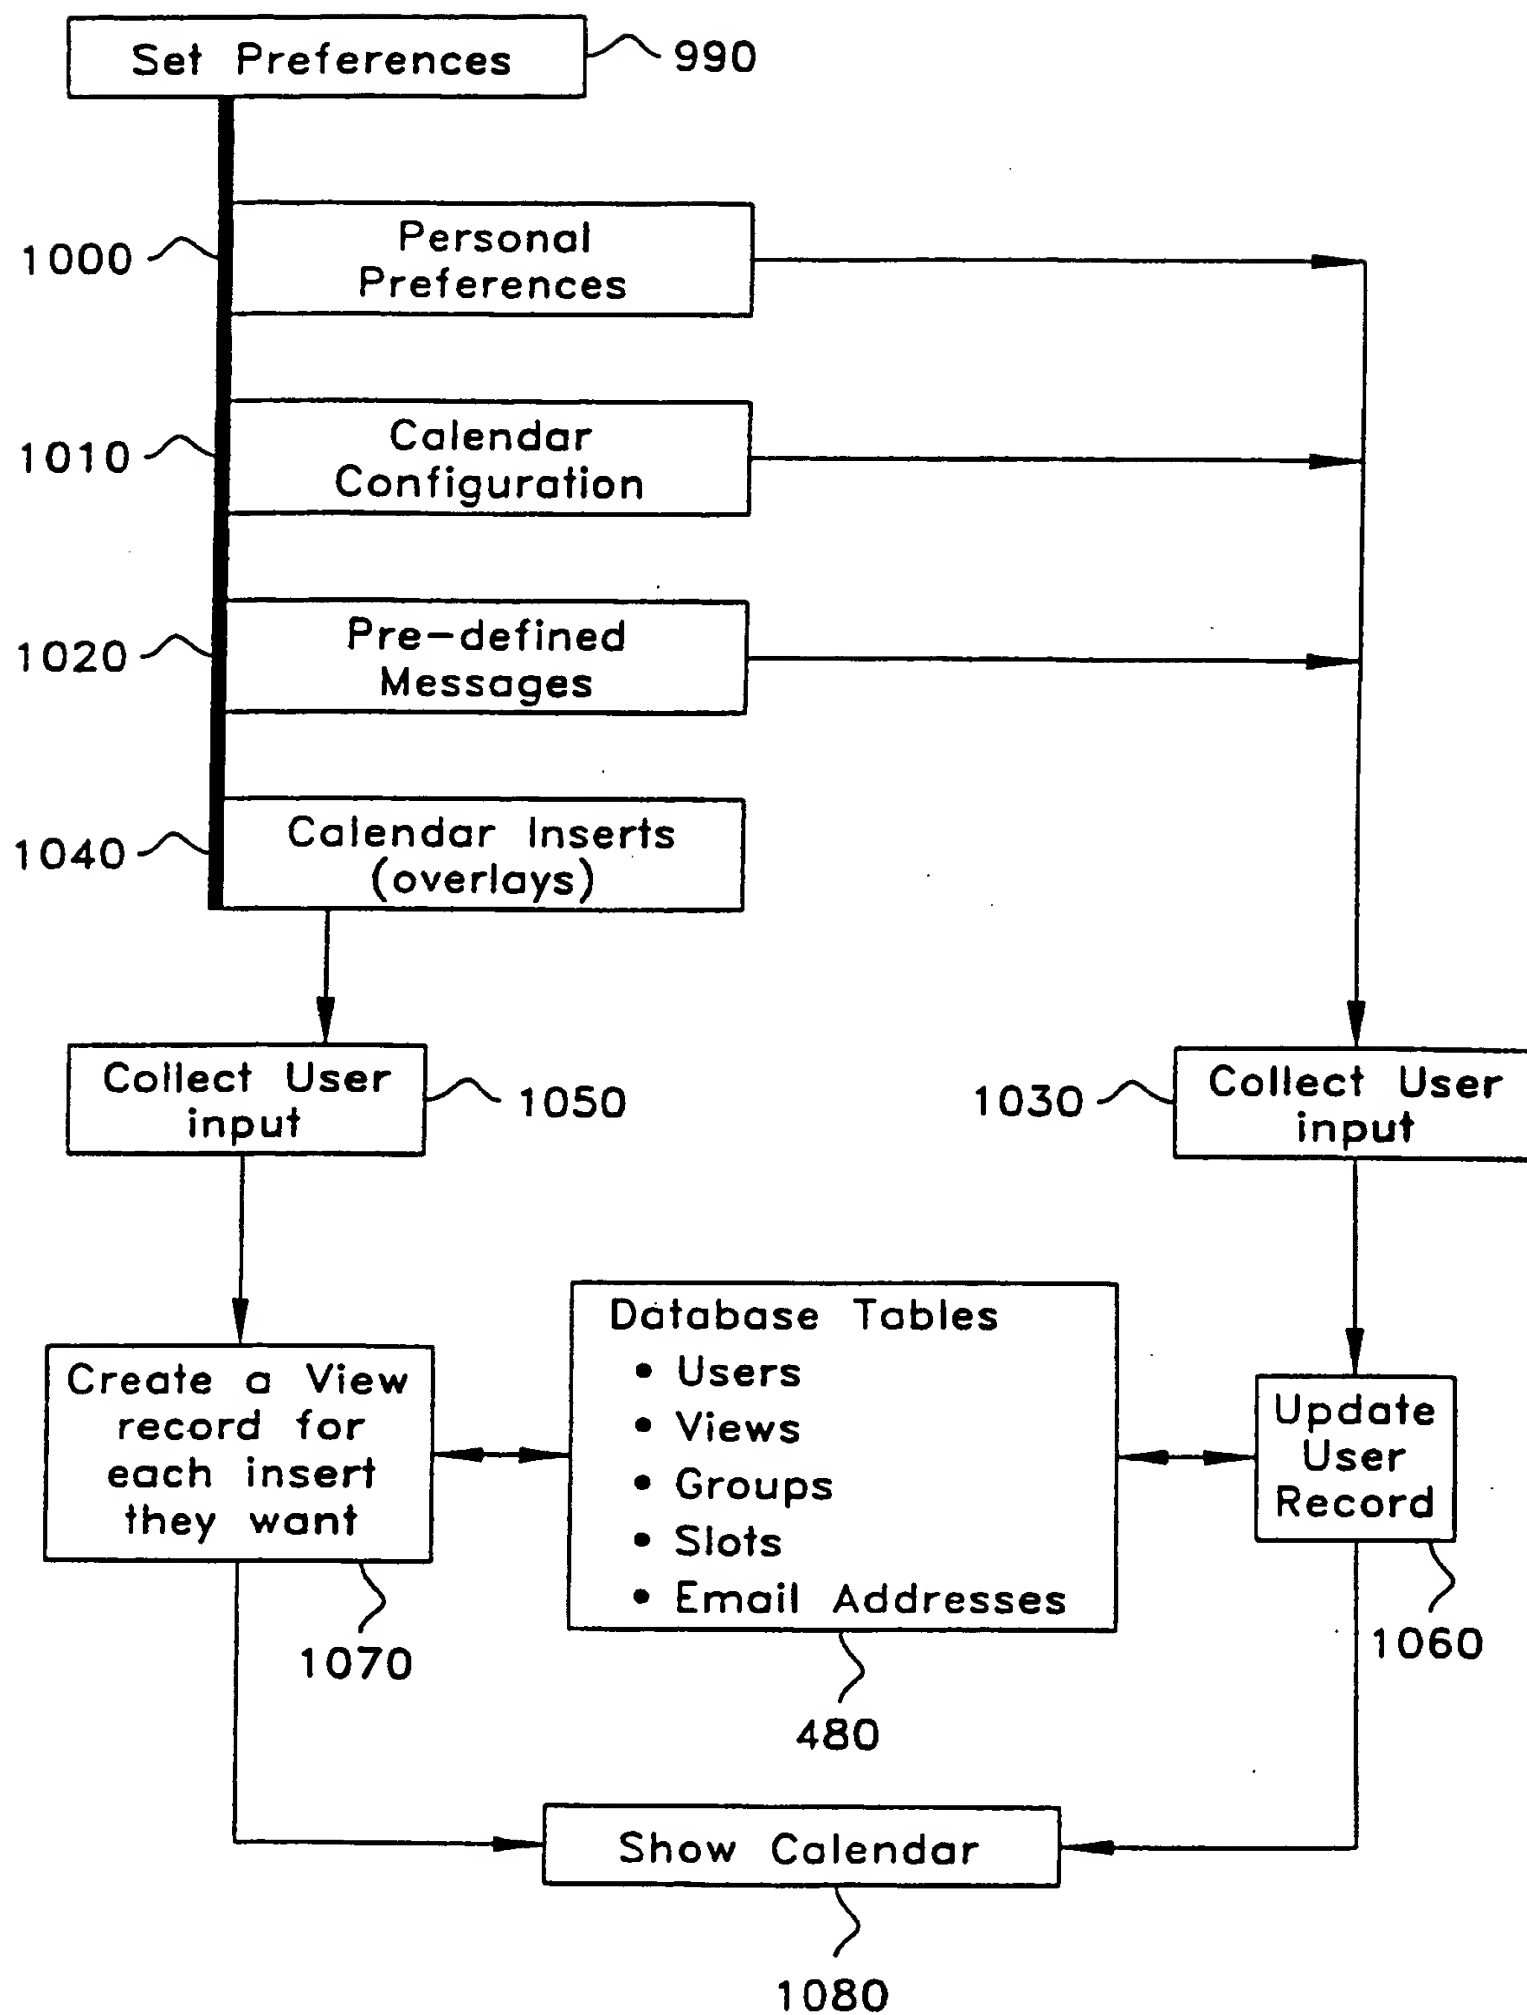 Set Preferences
990
Personal
Preferences
1000
Calendar
Configuration
1010
Pre-defined
Messages
1020
Calendar Inserts
(overlays)
1040
Collect User
input
1050
1030
Collect User
input
Create a View
record for
each insert
they want
1070
Database Tables
• Users
• Views
• Groups
• Slots
• Email Addresses
480
Update
User
Record
1060
Show Calendar
1080